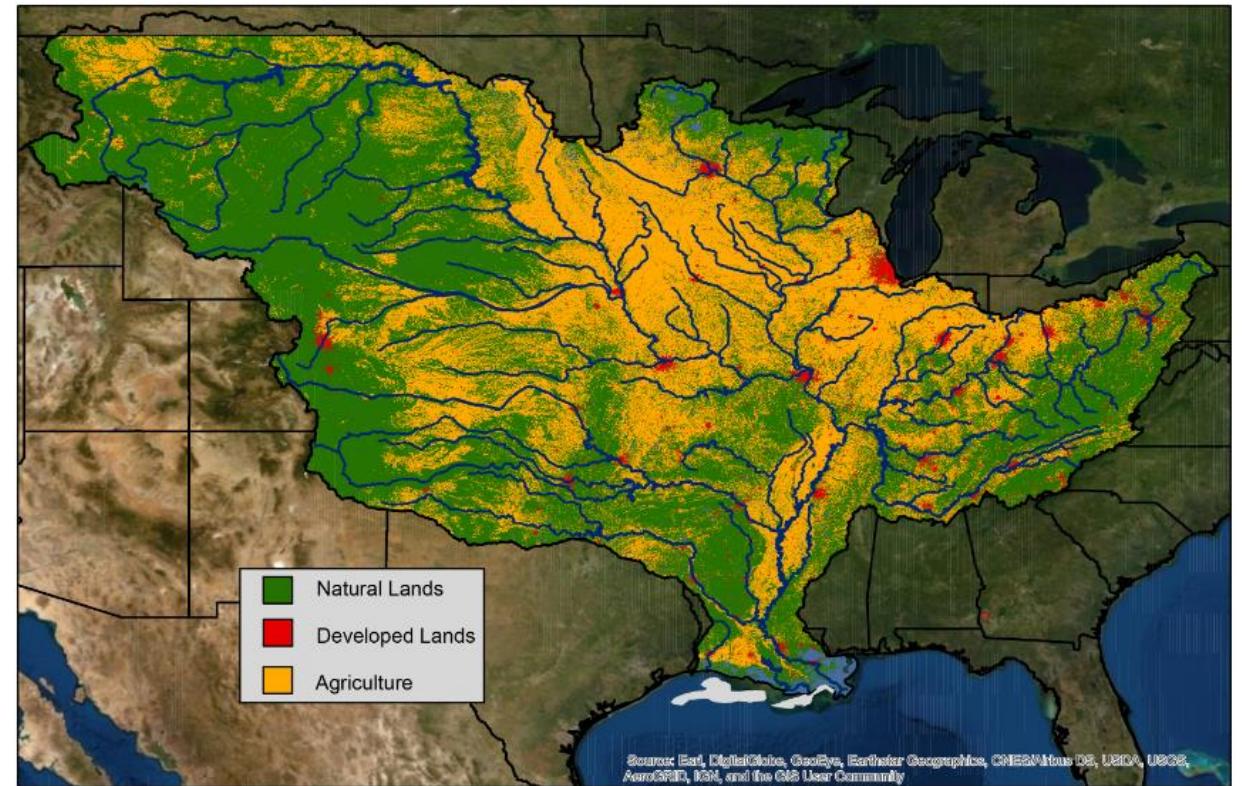 Natural Lands
Developed Lands
Agriculture
Source: Esri, DigitalGlobe, GeoEye, Earthstar Geographics, CNES/Airbus DS, USDA, USGS,
AeroGRID, IGN, and the GIS User Community